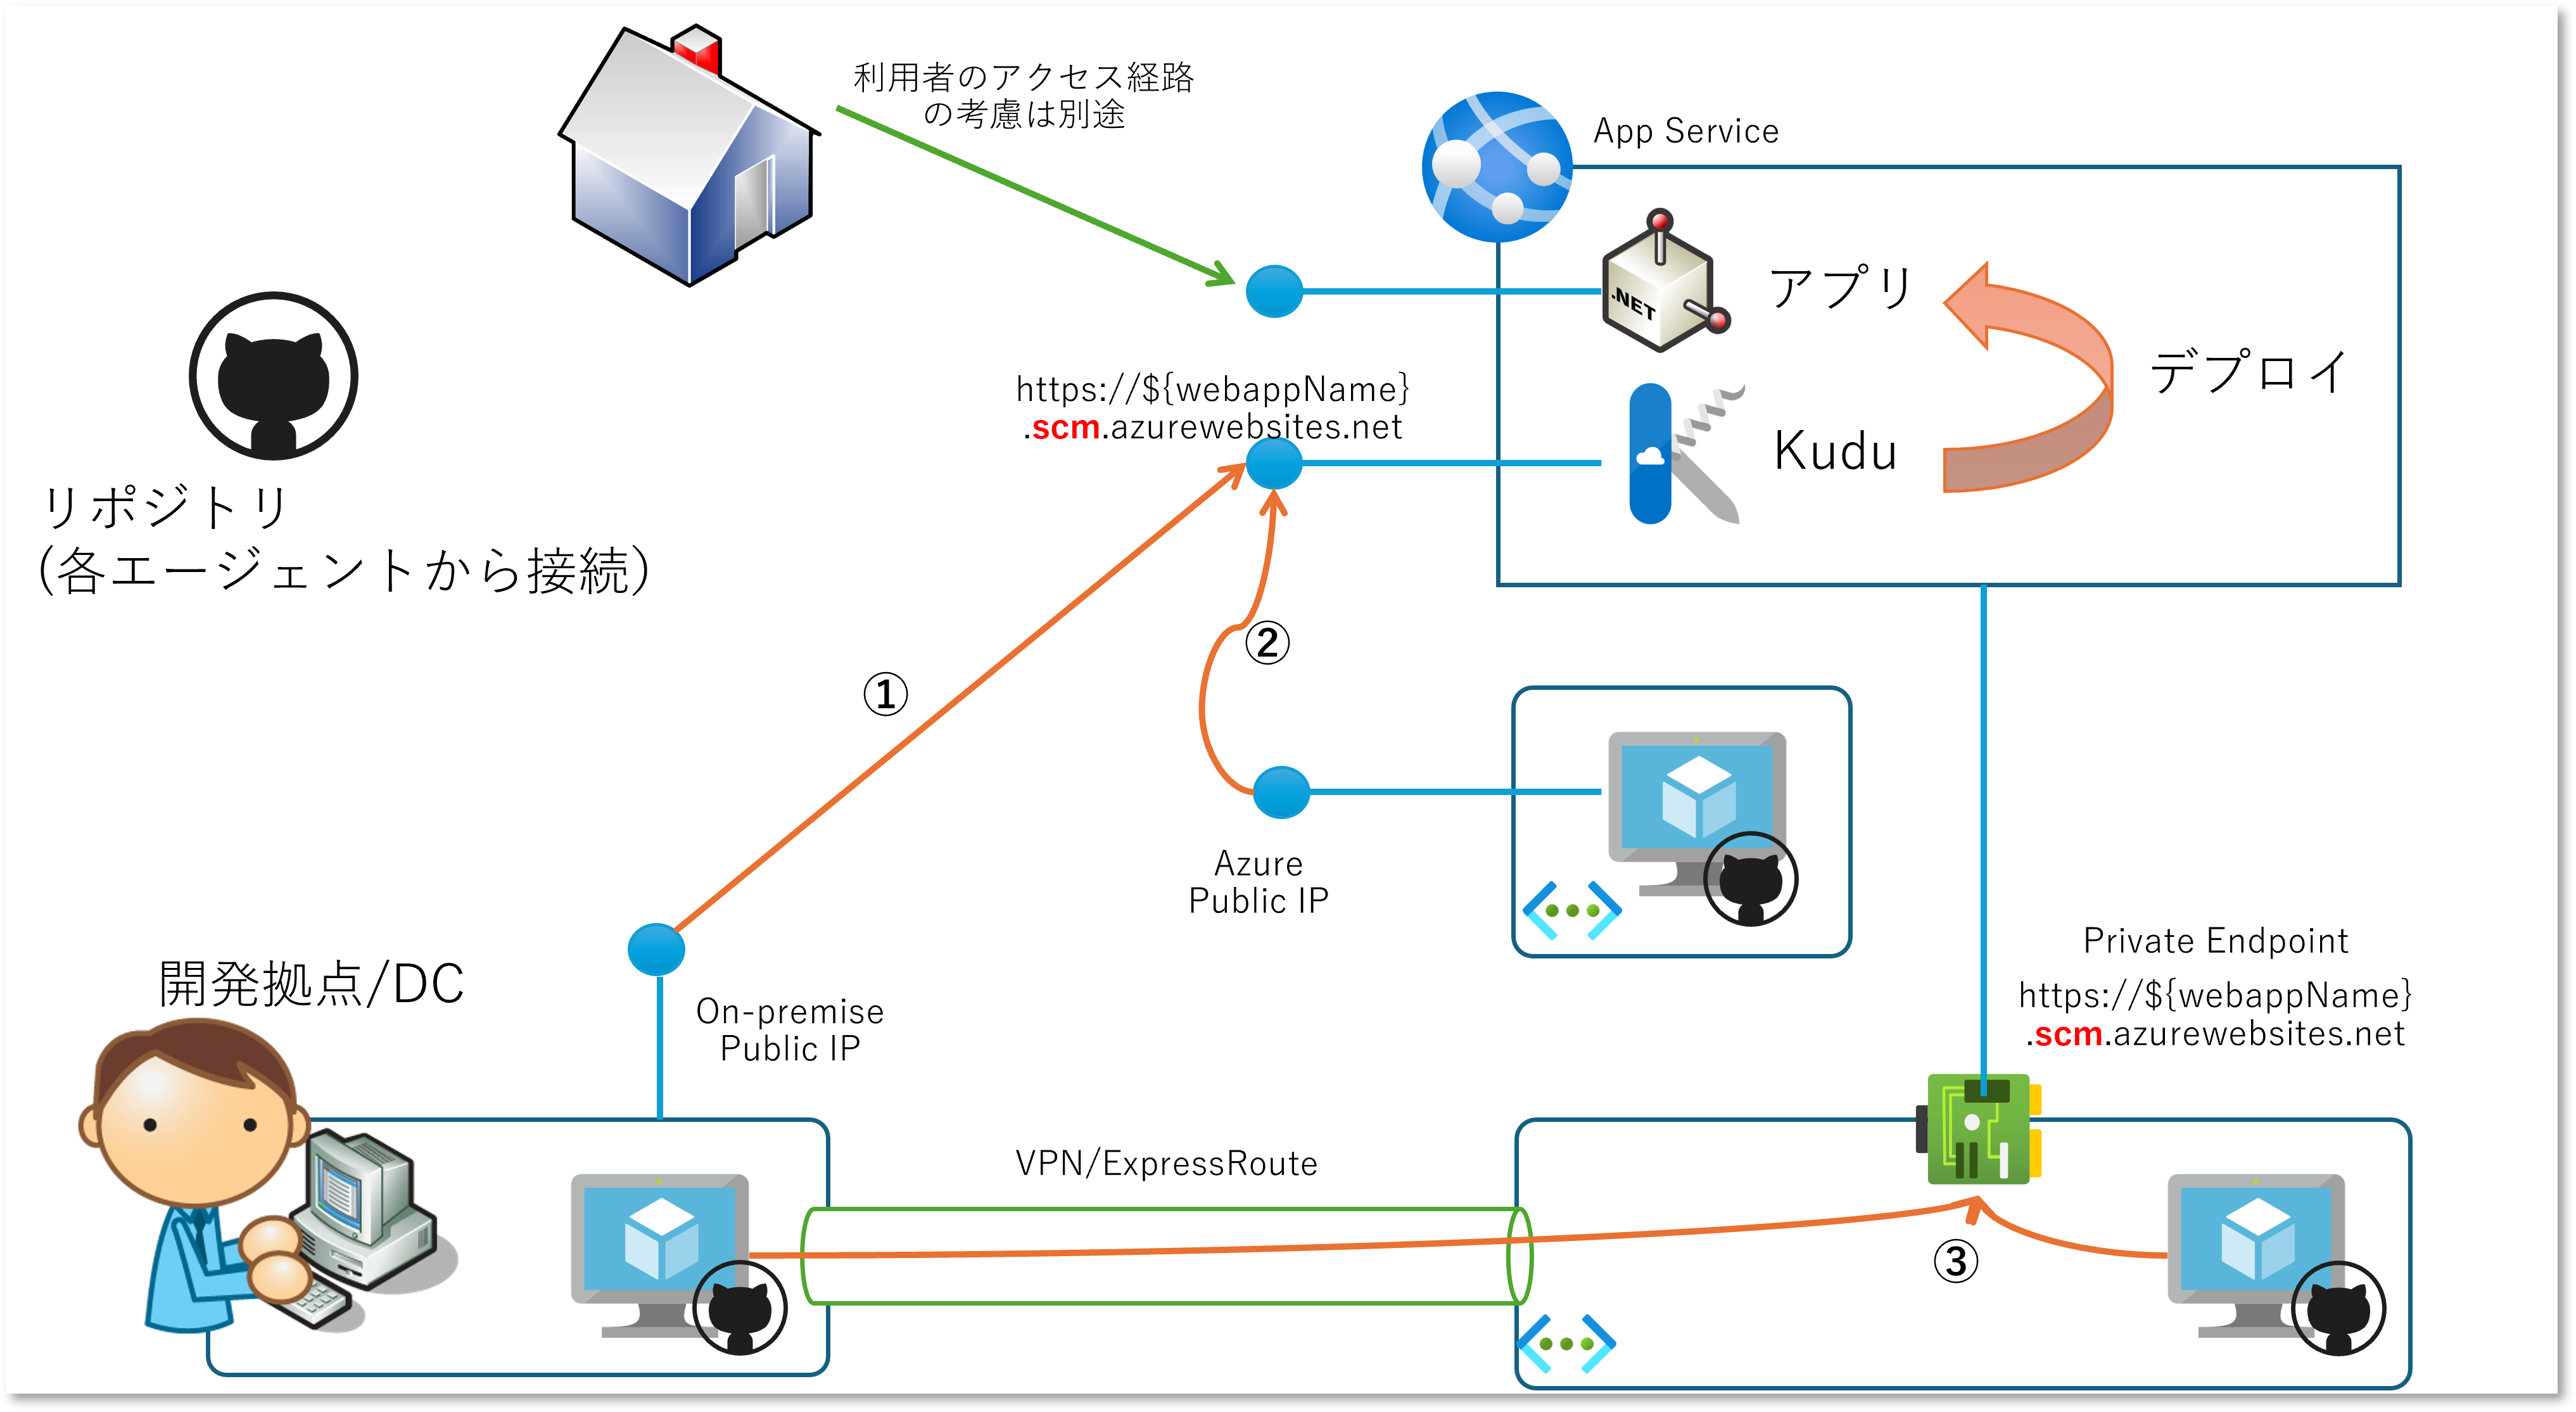 利用者のアクセス経路
の考慮は別途
App Service
.NET
アプリ
デプロイ
https://${webappName}
.scm.azurewebsites.net
Kudu
リポジトリ
(各エージェントから接続)
①
②
Azure
Public IP
開発拠点/DC
On-premise
Public IP
Private Endpoint
https://${webappName}
.scm.azurewebsites.net
VPN/ExpressRoute
③